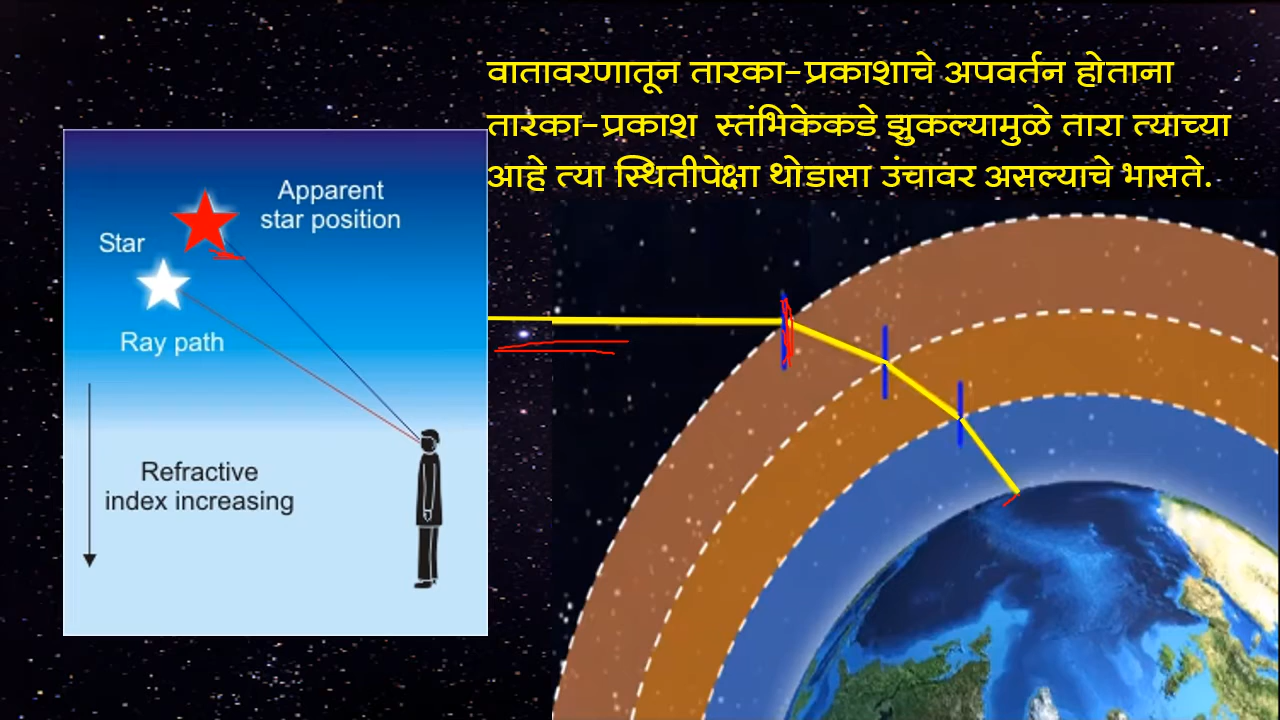 वातावरणातून तारका-प्रकाशाचे अपवर्तन होताना
तारका-प्रकाश स्तंभिकेकडे झुकल्यामुळे तारा त्याच्या
आहे त्या स्थितीपेक्षा थोडासा उंचावर असल्याचे भासते.
Apparent
star position
Star
Ray path
Refractive
index increasing